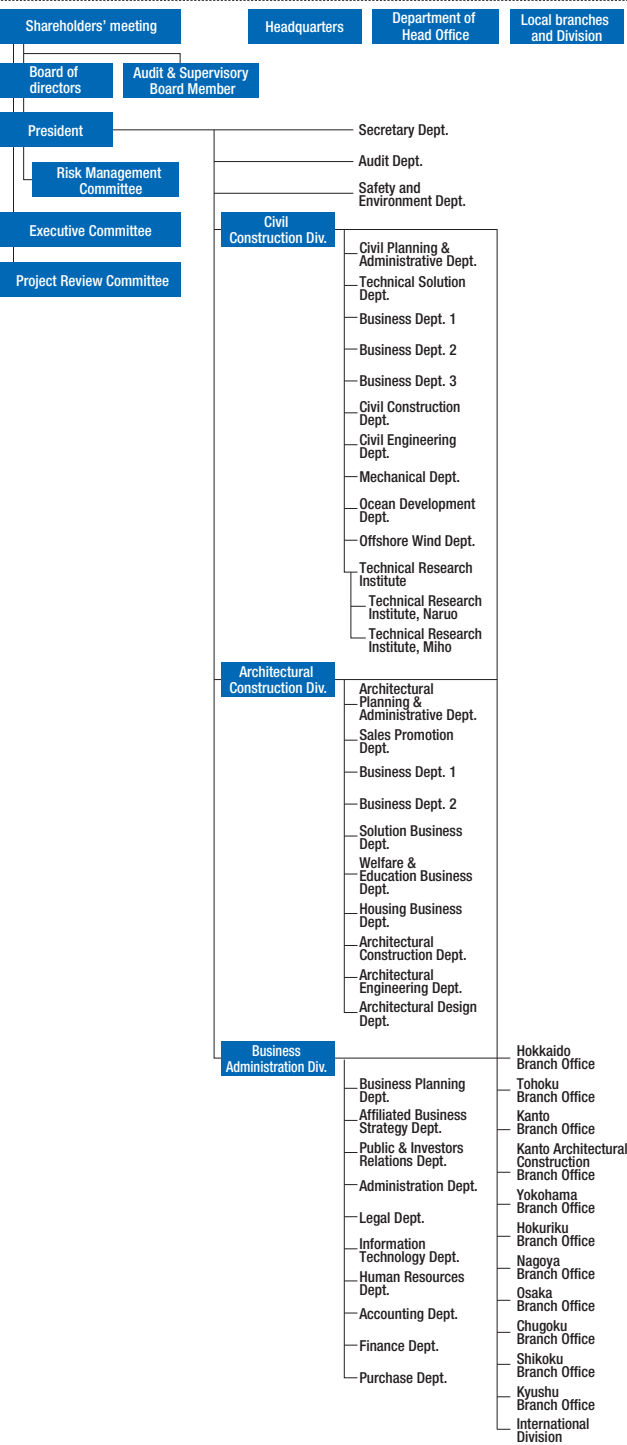 Shareholders' meeting
Headquarters
Department of
Head Office
Local branches
and Division
Board of
directors
Audit & Supervisory
Board Member
President
Risk Management
Committee
Executive Committee
Project Review Committee
Secretary Dept.
Audit Dept.
Safety and
Environment Dept.
Civil
Construction Div.
Civil Planning &
Administrative Dept.
Technical Solution
Dept.
Business Dept. 1
Business Dept. 2
Business Dept. 3
Civil Construction
Dept.
Civil Engineering
Dept.
Mechanical Dept.
Ocean Development
Dept.
Offshore Wind Dept.
Technical Research
Institute
Technical Research
Institute, Naruo
Technical Research
Institute, Miho
Architectural
Construction Div.
Architectural
Planning &
Administrative Dept.
Sales Promotion
Dept.
Business Dept. 1
Business Dept. 2
Solution Business
Dept.
Welfare &
Education Business
Dept.
Housing Business
Dept.
Architectural
Construction Dept.
Architectural
Engineering Dept.
Architectural Design
Dept.
Business
Administration Div.
Business Planning
Dept.
Affiliated Business
Strategy Dept.
Public & Investors
Relations Dept.
Administration Dept.
Legal Dept.
Information
Technology Dept.
Human Resources
Dept.
Accounting Dept.
Finance Dept.
Purchase Dept.
Hokkaido
Branch Office
Tohoku
Branch Office
Kanto
Branch Office
Kanto Architectural
Construction
Branch Office
Yokohama
Branch Office
Hokuriku
Branch Office
Nagoya
Branch Office
Osaka
Branch Office
Chugoku
Branch Office
Shikoku
Branch Office
Kyushu
Branch Office
International
Division